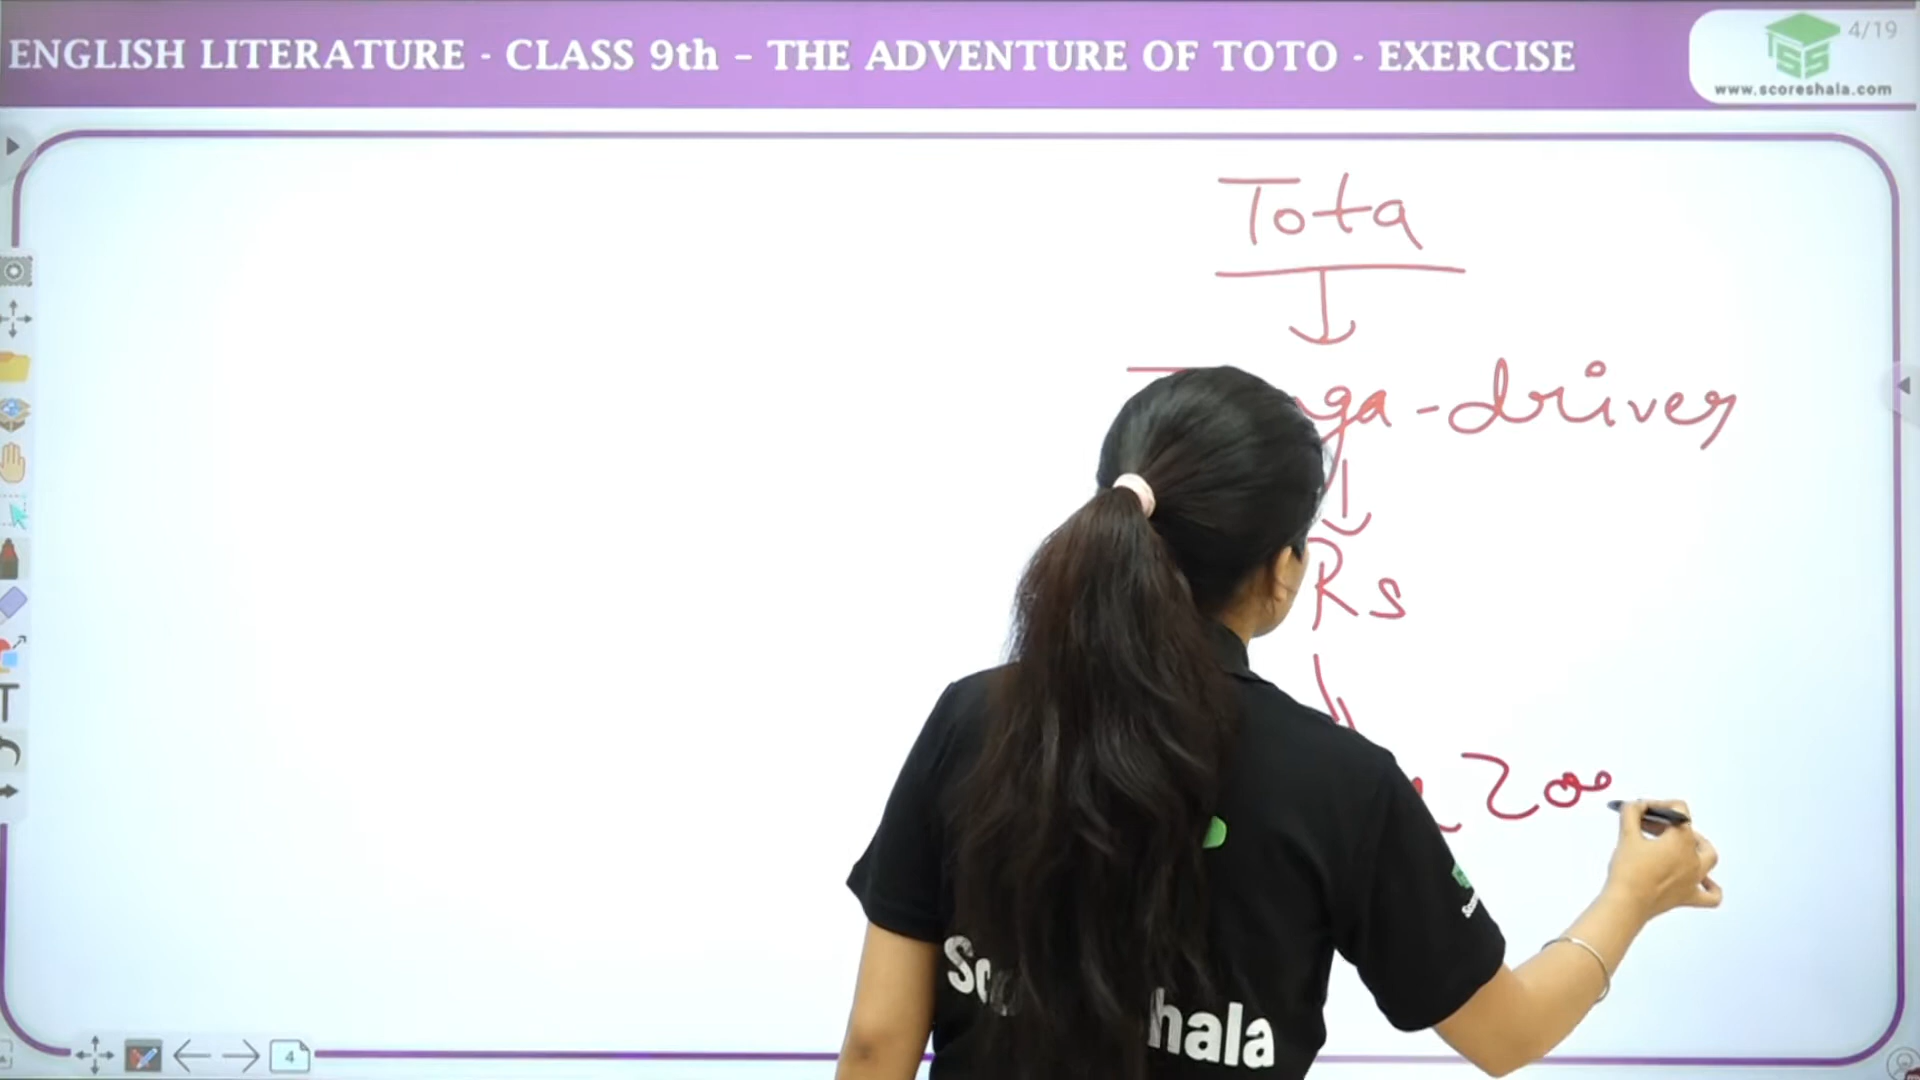 ENGLISH LITERATURE - CLASS 9th – THE ADVENTURE OF TOTO - EXERCISE
4/19
www.scoreshala.com
Tota
-driver
Rs
Zoo
hala
4